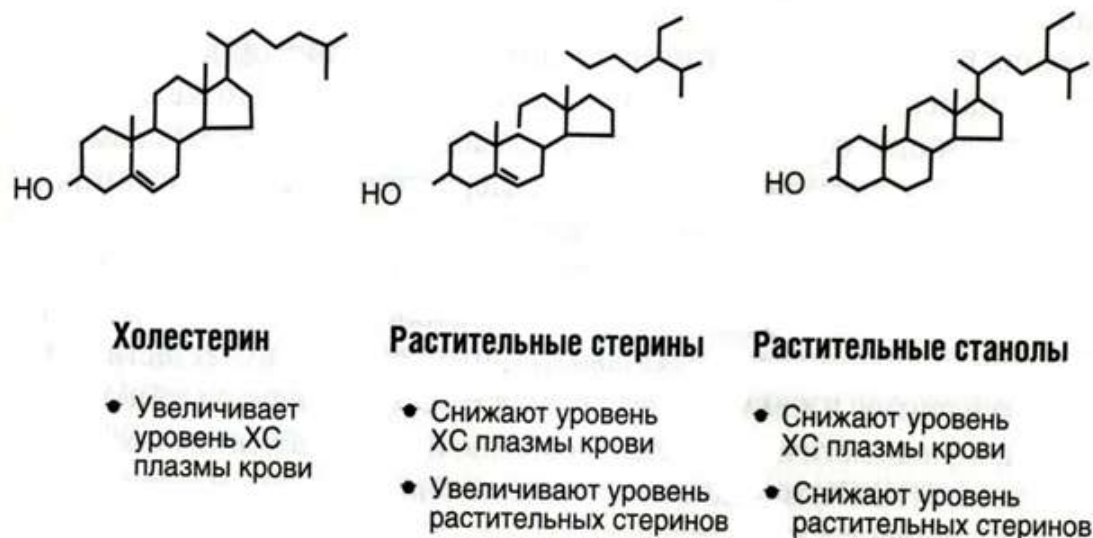 HO
HO
HO
Холестерин
• Увеличивает
уровень ХС
плазмы крови
Растительные стерины
• Снижают уровень
ХС плазмы крови
• Увеличивают уровень
растительных стеринов
Растительные станолы
• Снижают уровень
ХС плазмы крови
• Снижают уровень
растительных стеринов